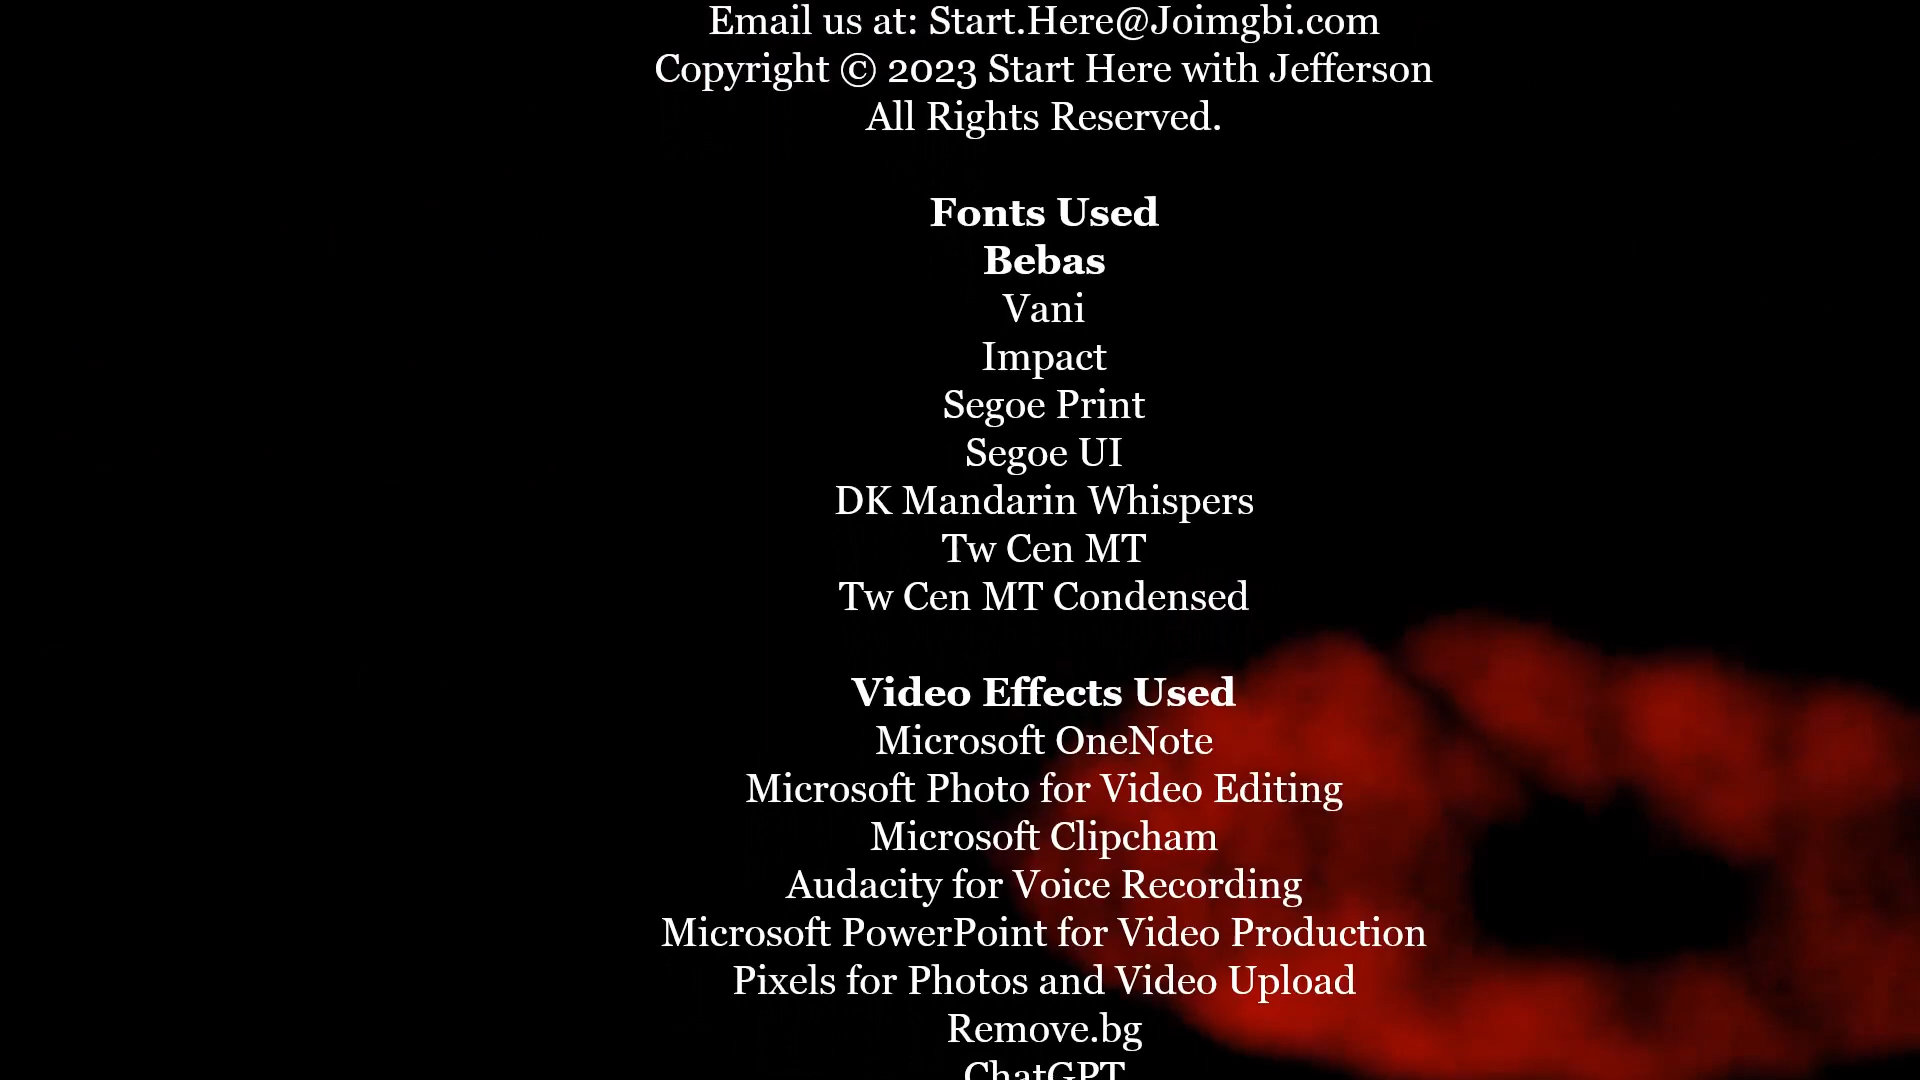 Email us at: Start.Here@Joimgbi.com
Copyright © 2023 Start Here with Jefferson
All Rights Reserved.
Fonts Used
Bebas
Vani
Impact
Segoe Print
Segoe UI
DK Mandarin Whispers
Tw Cen MT
Tw Cen MT Condensed
Video Effects Used
Microsoft OneNote
Microsoft Photo for Video Editing
Microsoft Clipcham
Audacity for Voice Recording
Microsoft PowerPoint for Video Production
Pixels for Photos and Video Upload
Remove.bg
ChatGPT